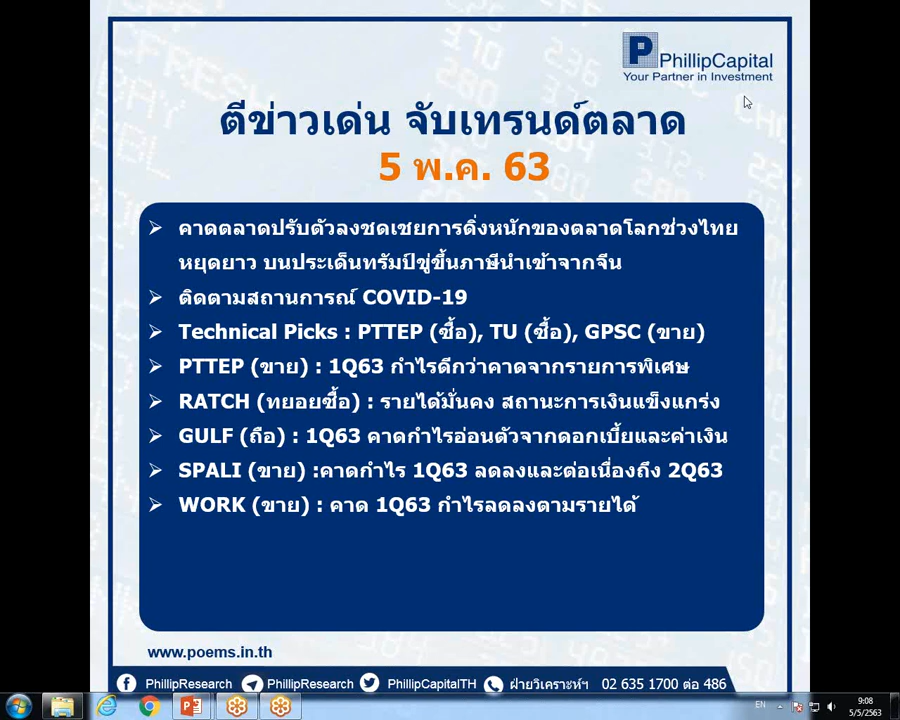 PhillipCapital
Your Partner in Investment
ตีข่าวเด่น จับเทรนด์ตลาด
5 พ.ค. 63
คาดตลาดปรับตัวลงชดเชยการดิ่งหนักของตลาดโลกช่วงไทย
หยุดยาว บนประเด็นทรัมป์ขู่ขึ้นภาษีนำเข้าจากจีน
ติดตามสถานการณ์ COVID-19
Technical Picks : PTTEP (ซื้อ), TU (ซื้อ), GPSC (ขาย)
PTTEP (ขาย) : 1Q63 กำไรดีกว่าคาดจากรายการพิเศษ
RATCH (ทยอยซื้อ) : รายได้มั่นคง สถานะการเงินแข็งแกร่ง
GULF (ถือ) : 1Q63 คาดกำไรอ่อนตัวจากดอกเบี้ยและค่าเงิน
SPALI (ขาย) :คาดกำไร 1Q63 ลดลงและต่อเนื่องถึง 2Q63
WORK (ขาย) : คาด 1Q63 กำไรลดลงตามรายได้
www.poems.in.th
PhillipResearch PhillipResearch PhillipCapitalTH ฝ่ายวิเคราะห์ฯ 02 635 1700 ต่อ 486
EN
9:08
5/5/2563